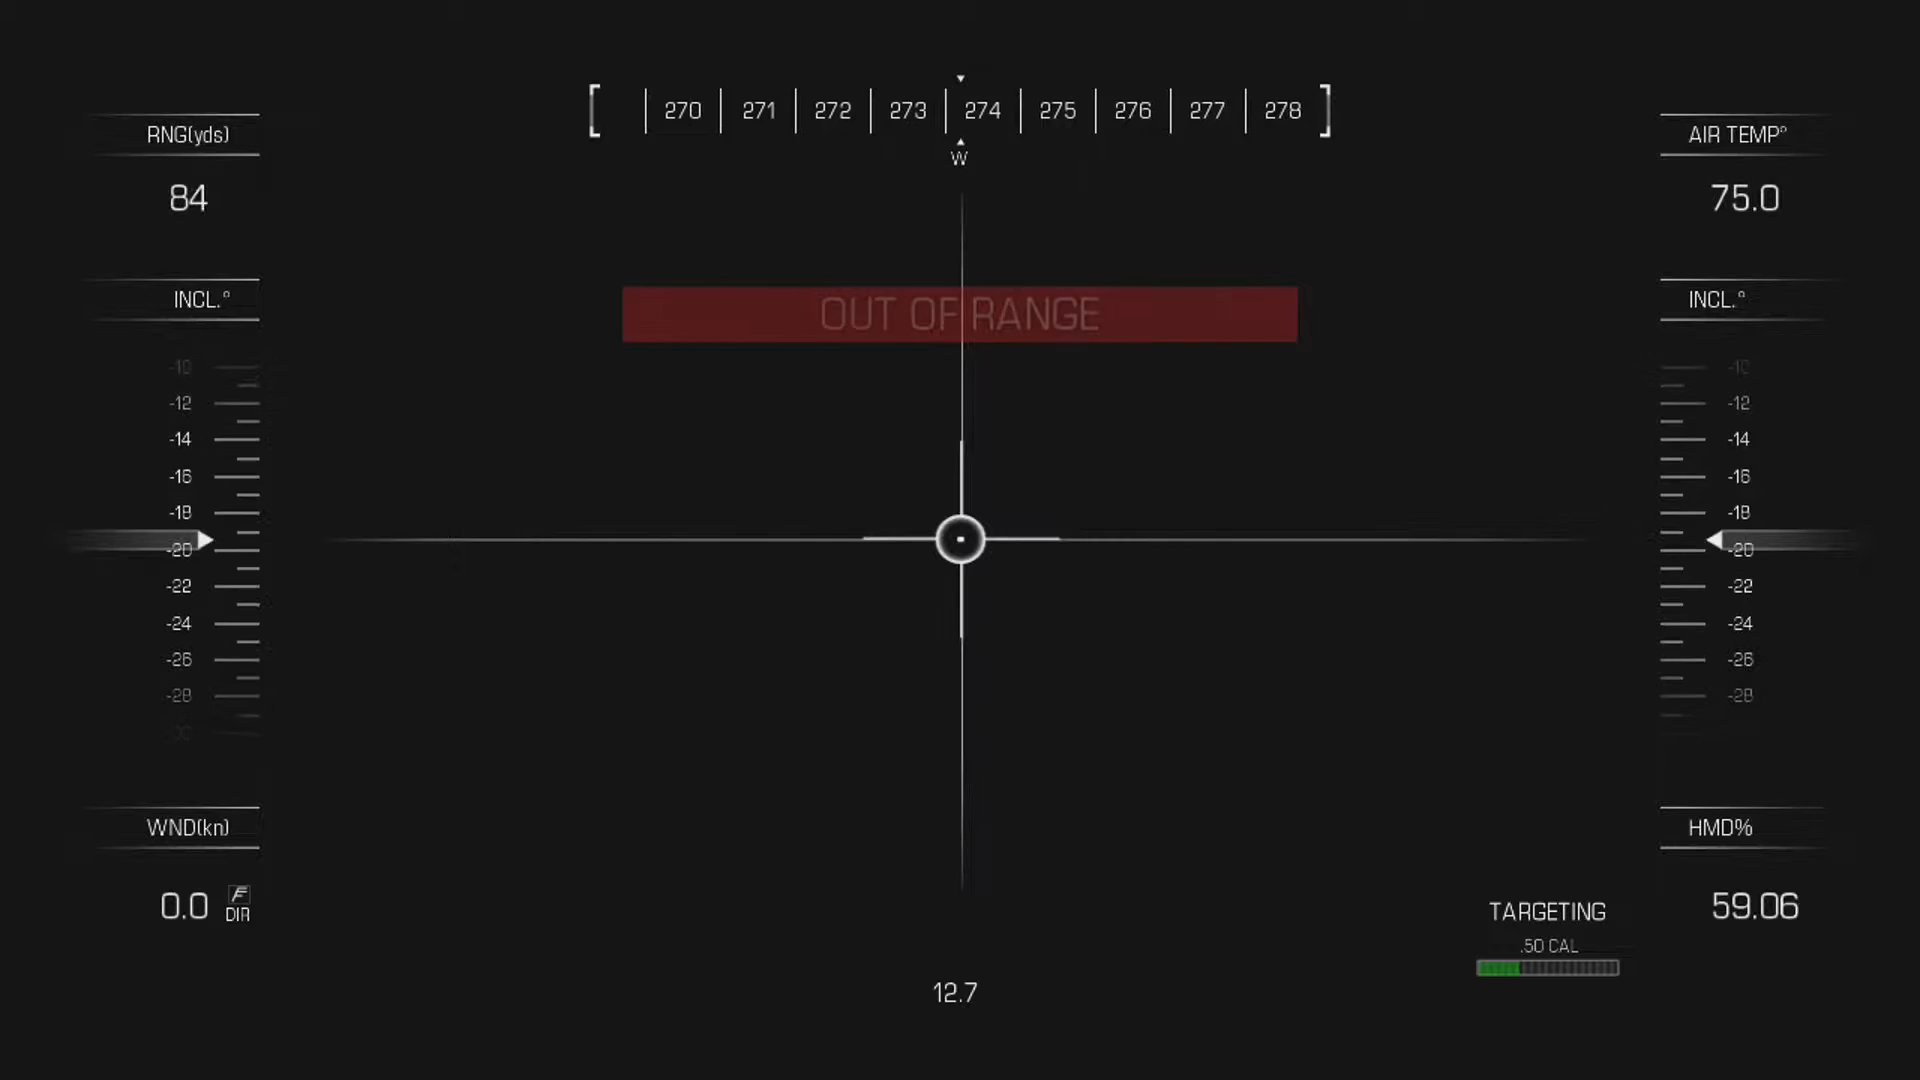 270 271 272 273 274 275 276 277 278
W
RNG(yds)
84
AIR TEMP°
75.0
OUT OF RANGE
INCL.°
-10
-12
-14
-16
-18
-20
-22
-24
-26
-28
INCL.°
-10
-12
-14
-16
-18
-20
-22
-24
-26
-28
WND(kn)
0.0
F
DIR
HMD%
59.06
TARGETING
.50 CAL
12.7